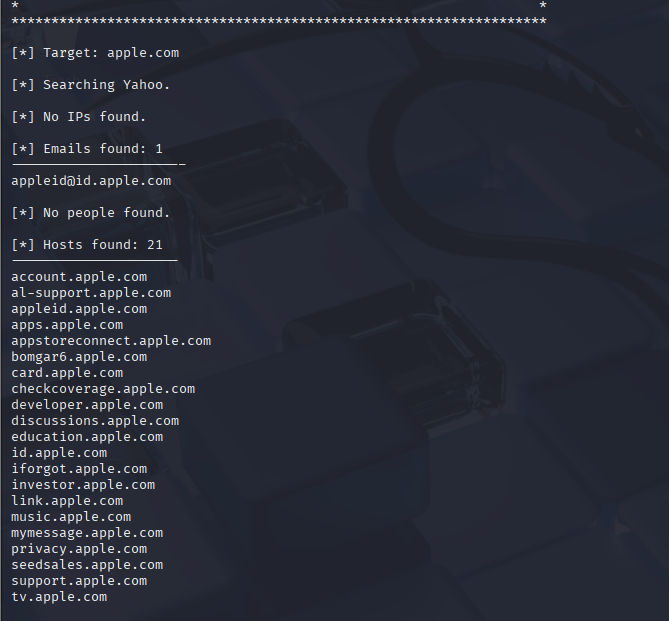 * *
*******************************************************************
[*] Target: apple.com
[*] Searching Yahoo.
[*] No IPs found.
[*] Emails found: 1
----------------------
appleid@id.apple.com
[*] No people found.
[*] Hosts found: 21
---------------------
account.apple.com
al-support.apple.com
appleid.apple.com
apps.apple.com
appstoreconnect.apple.com
bomgar6.apple.com
card.apple.com
checkcoverage.apple.com
developer.apple.com
discussions.apple.com
education.apple.com
id.apple.com
iforgot.apple.com
investor.apple.com
link.apple.com
music.apple.com
mymessage.apple.com
privacy.apple.com
seedsales.apple.com
support.apple.com
tv.apple.com